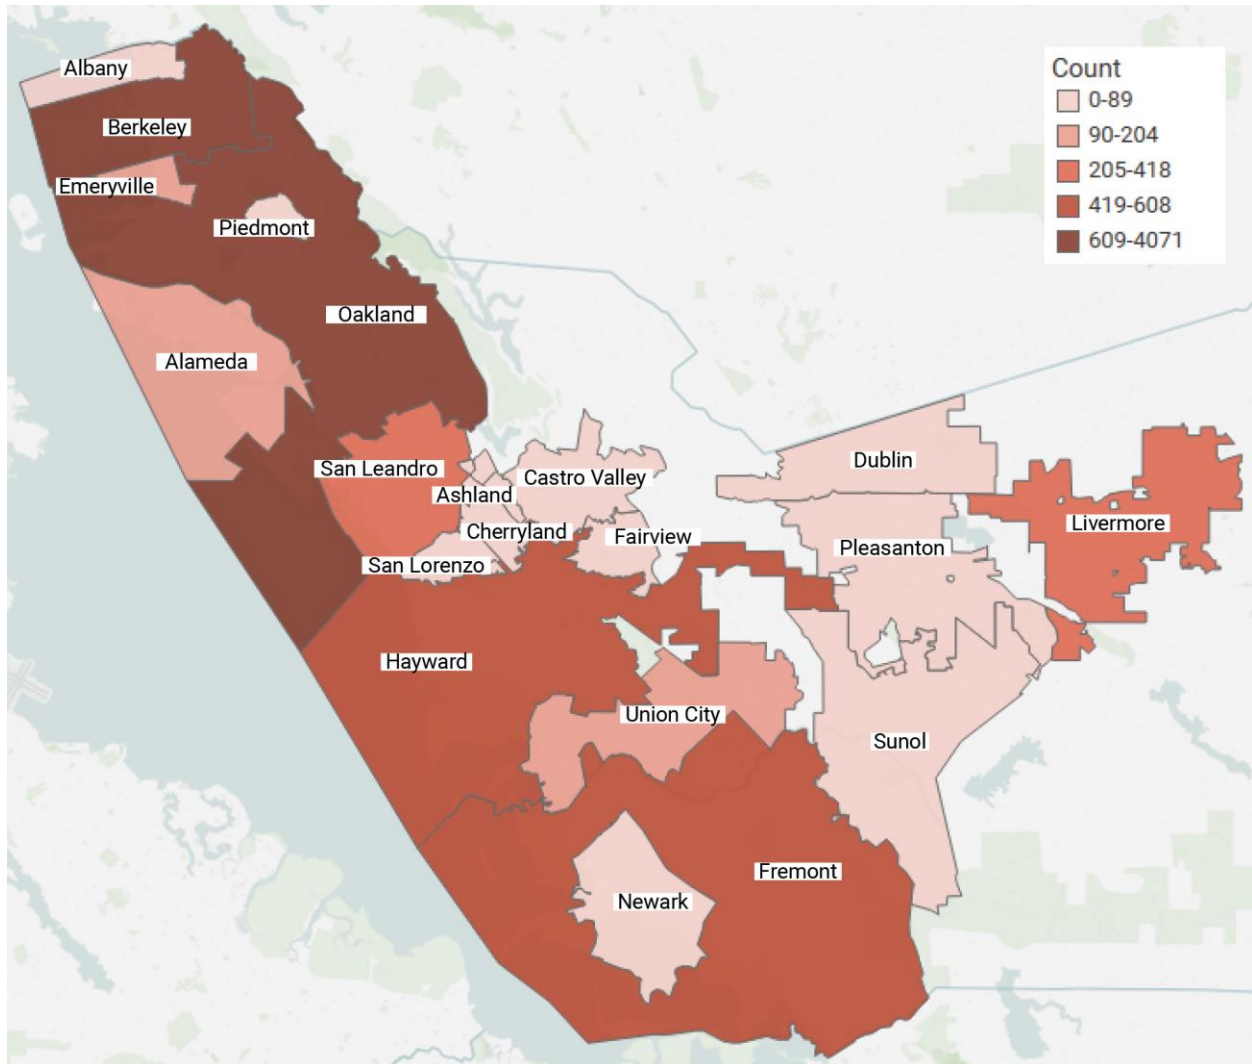 Count
0-89
90-204
205-418
419-608
609-4071
Albany
Berkeley
Emeryville
Piedmont
Oakland
Alameda
San Leandro
Castro Valley
Ashland
Cherryland
Fairview
San Lorenzo
Dublin
Livermore
Pleasanton
Hayward
Union City
Sunol
Fremont
Newark